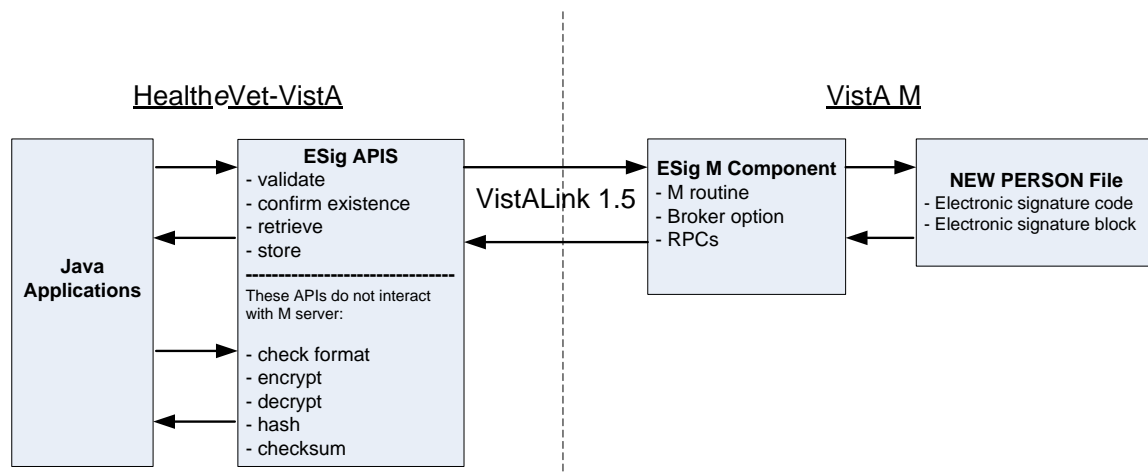 HealtheVet-VistA
VistA M
Java
Applications
ESig APIS
- validate
- confirm existence
- retrieve
- store
--------------------------------
These APIs do not interact
with M server:
- check format
- encrypt
- decrypt
- hash
- checksum
VistALink 1.5
ESig M Component
- M routine
- Broker option
- RPCs
NEW PERSON File
- Electronic signature code
- Electronic signature block